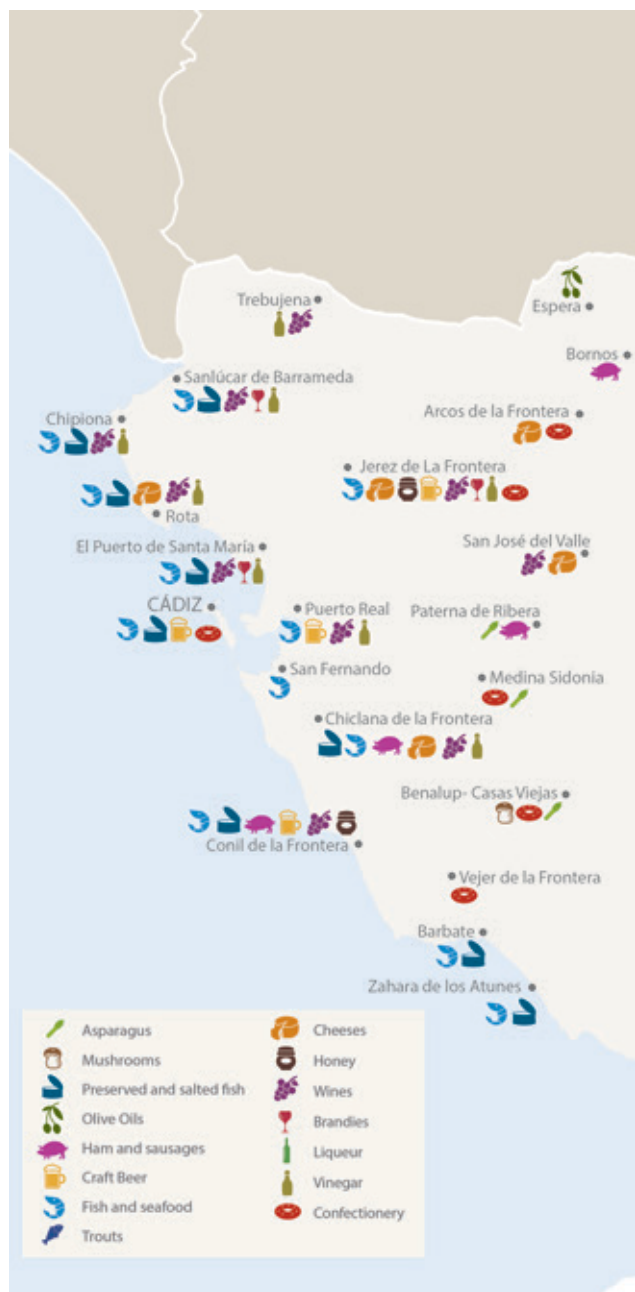 Trebujena
Espera
Bornos
Sanlúcar de Barrameda
Arcos de la Frontera
Chipiona
Jerez de La Frontera
Rota
El Puerto de Santa María
San José del Valle
CÁDIZ
Puerto Real
Paterna de Ribera
San Fernando
Medina Sidonia
Chiclana de la Frontera
Benalup- Casas Viejas
Conil de la Frontera
Vejer de la Frontera
Barbate
Zahara de los Atunes
Asparagus
Mushrooms
Preserved and salted fish
Olive Oils
Ham and sausages
Craft Beer
Fish and seafood
Trouts
Cheeses
Honey
Wines
Brandies
Liqueur
Vinegar
Confectionery